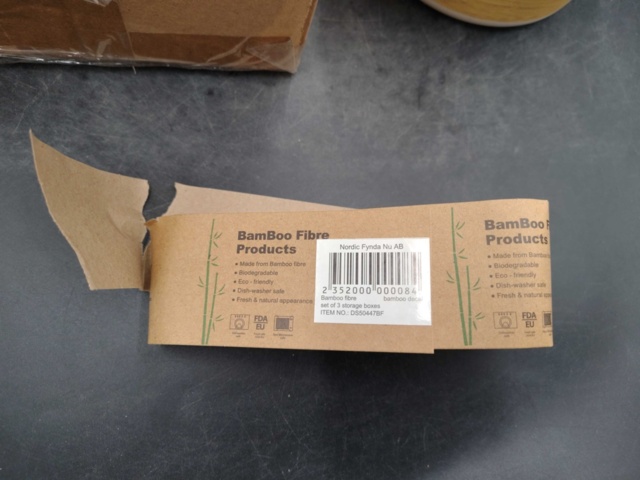 BamBoo Fibre
Products
Made from Bamboo fibre
Biodegradable
Eco - friendly
Dish-washer safe
Fresh & natural appearance
FDA
EU
Nordic Fynda Nu AB
2 352000 000084
Bamboo fibre bamboo decal
set of 3 storage boxes
ITEM NO.: DS50447BF
BamBoo F
Products
Made from Bamboo
Biodegradable
Eco - friendly
Dish-washer safe
Fresh & natural
FDA
EU